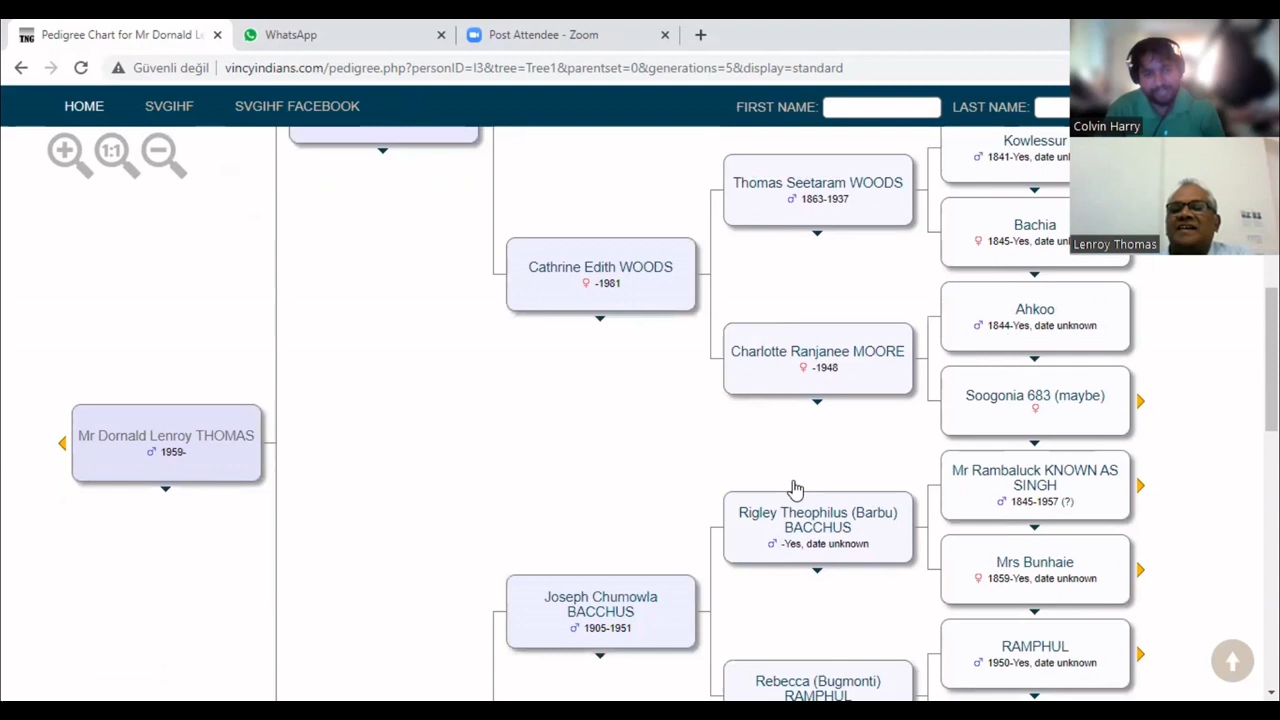 Pedigree Chart for Mr Dornald Le
WhatsApp
Post Attendee - Zoom
Güvenli değil
vincyindians.com/pedigree.php?personID=I3&tree=Tree1&parentset=0&generations=5&display=standard
HOME
SVGIHF
SVGIHF FACEBOOK
FIRST NAME:
LAST NAME:
Colvin Harry
Lenroy Thomas
1:1
Kowlessur
♂ 1841-Yes, date unk
Thomas Seetaram WOODS
♂ 1863-1937
Bachia
♀ 1845-Yes, date un
Cathrine Edith WOODS
♀ -1981
Ahkoo
♂ 1844-Yes, date unknown
Charlotte Ranjanee MOORE
♀ -1948
Soogonia 683 (maybe)
♀
Mr Dornald Lenroy THOMAS
♂ 1959-
Mr Rambaluck KNOWN AS
SINGH
♂ 1845-1957 (?)
Rigley Theophilus (Barbu)
BACCHUS
♂ -Yes, date unknown
Mrs Bunhaie
♀ 1859-Yes, date unknown
Joseph Chumowla
BACCHUS
♂ 1905-1951
RAMPHUL
♂ 1950-Yes, date unknown
Rebecca (Bugmonti)
RAMPHUL